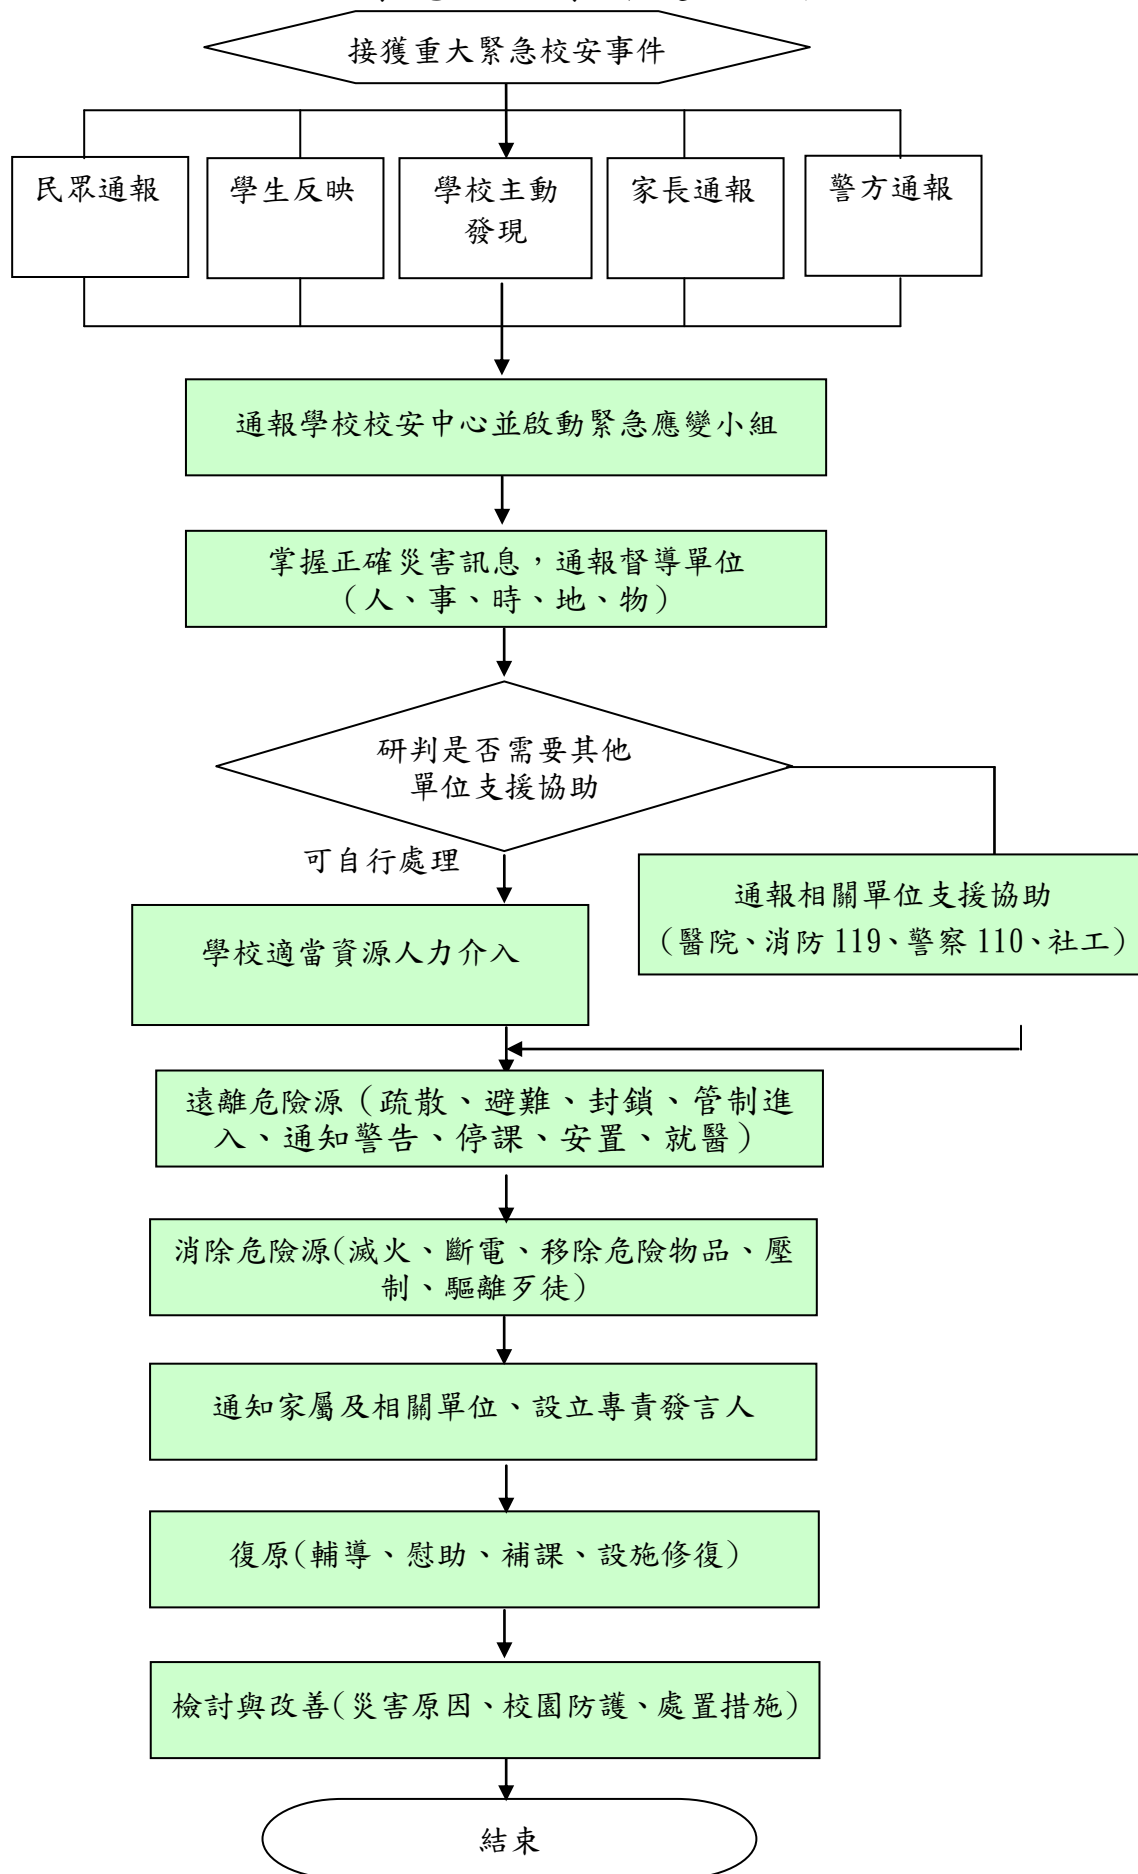 接獲重大緊急校安事件
民眾通報
學生反映
學校主動
發現
家長通報
警方通報
通報學校校安中心並啟動緊急應變小組
掌握正確災害訊息，通報督導單位
（人、事、時、地、物）
研判是否需要其他
單位支援協助
可自行處理
通報相關單位支援協助
（醫院、消防 119、警察 110、社工）
學校適當資源人力介入
遠離危險源（疏散、避難、封鎖、管制進
入、通知警告、停課、安置、就醫）
消除危險源(滅火、斷電、移除危險物品、壓
制、驅離歹徒)
通知家屬及相關單位、設立專責發言人
復原(輔導、慰助、補課、設施修復)
檢討與改善(災害原因、校園防護、處置措施)
結束